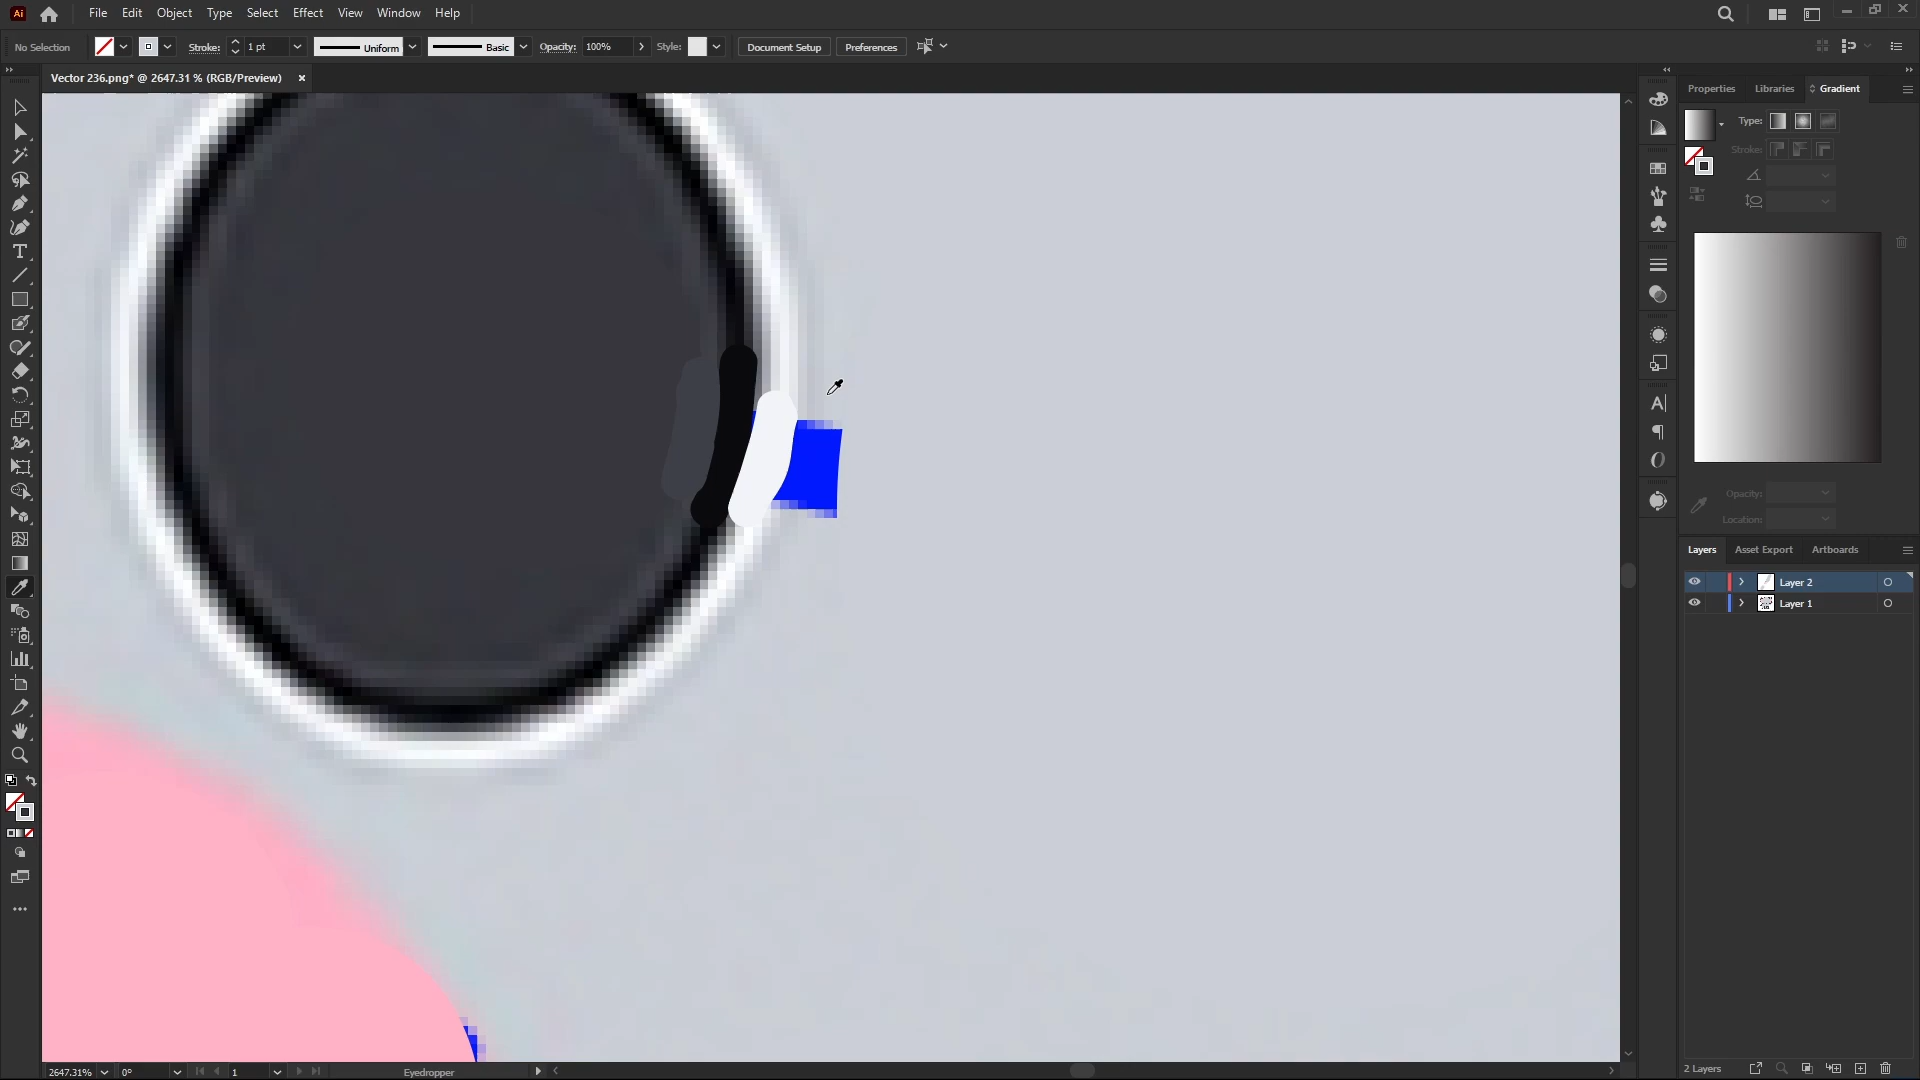 Ai File Edit Object Type Select Effect View Window Help
No Selection Stroke: 1 pt Uniform Basic Opacity: 100% Style: Document Setup Preferences
Vector 236.png* @ 2647.31 % (RGB/Preview)
Properties Libraries Gradient
Type:
Stroke:
Opacity:
Location:
Layers Asset Export Artboards
Layer 2
Layer 1
2 Layers
2647.31% 0° 1 Eyedropper